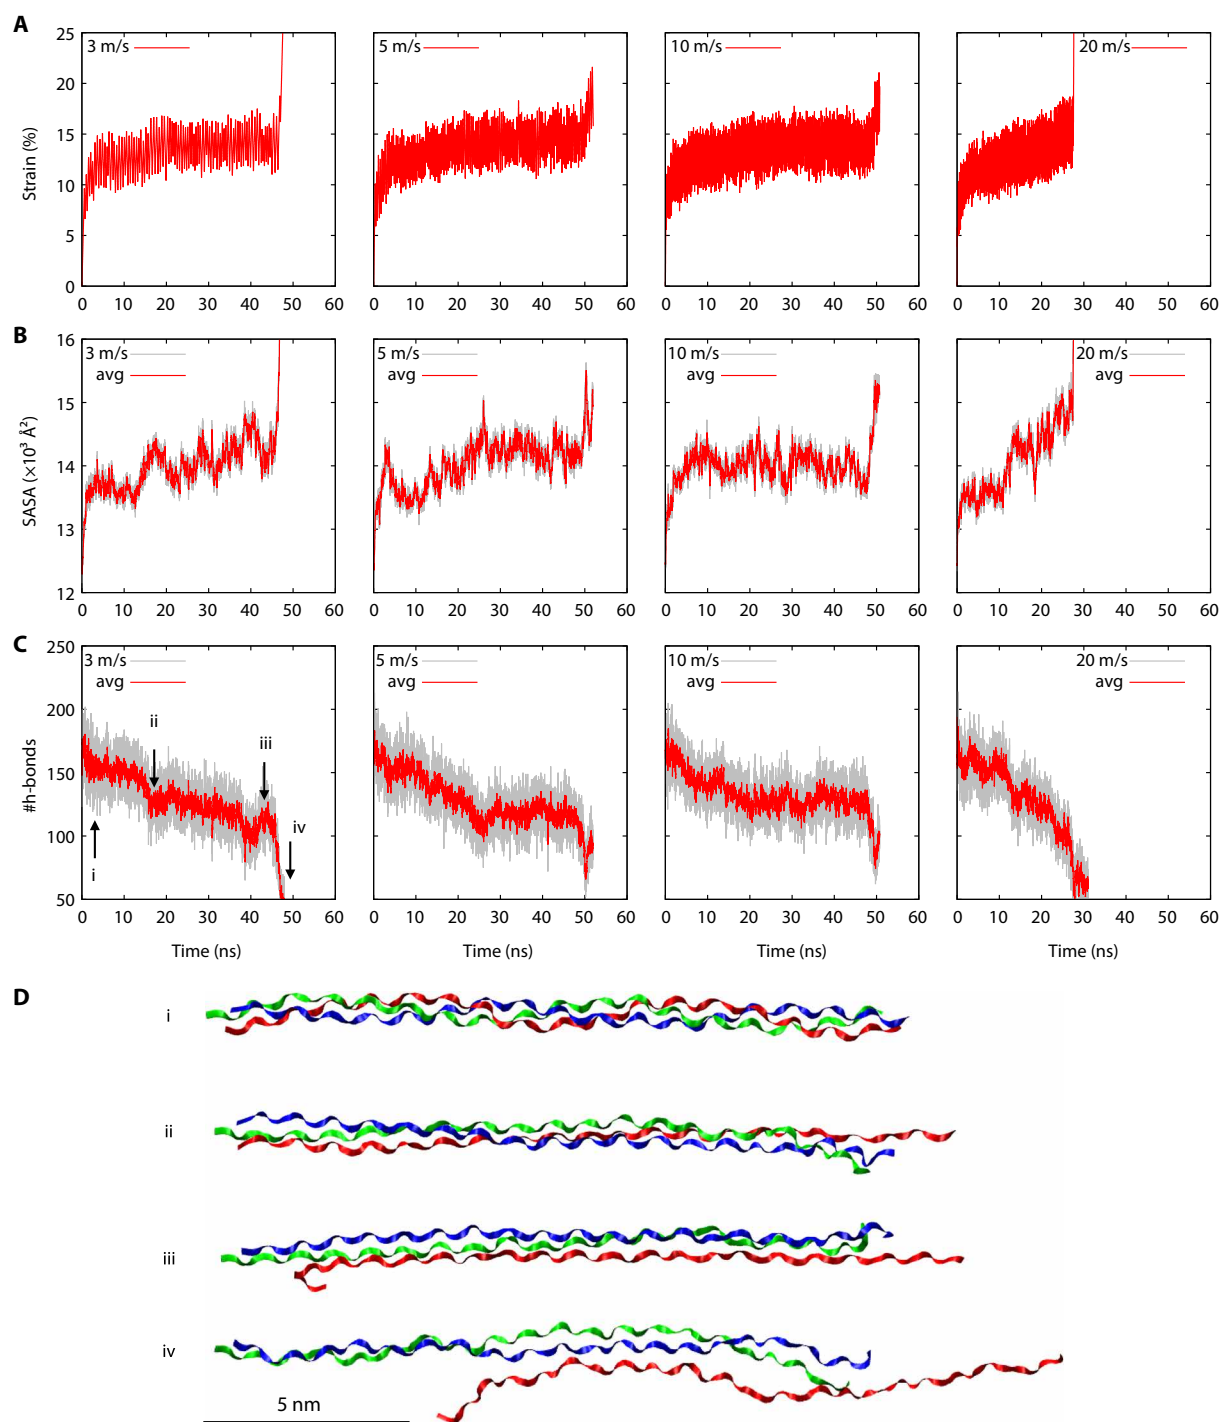 A
3 m/s 5 m/s 10 m/s 20 m/s
Strain (%)
25
20
15
10
5
0
0 10 20 30 40 50 60 0 10 20 30 40 50 60 0 10 20 30 40 50 60 0 10 20 30 40 50 60
B
3 m/s 5 m/s 10 m/s 20 m/s
avg avg avg avg
SASA (×10³ Å²)
16
15
14
13
12
0 10 20 30 40 50 60 0 10 20 30 40 50 60 0 10 20 30 40 50 60 0 10 20 30 40 50 60
C
3 m/s 5 m/s 10 m/s 20 m/s
avg avg avg avg
#h-bonds
250
200
150
100
50
ii
iii
iv
i
0 10 20 30 40 50 60 0 10 20 30 40 50 60 0 10 20 30 40 50 60 0 10 20 30 40 50 60
Time (ns) Time (ns) Time (ns) Time (ns)
D
i
ii
iii
iv
5 nm